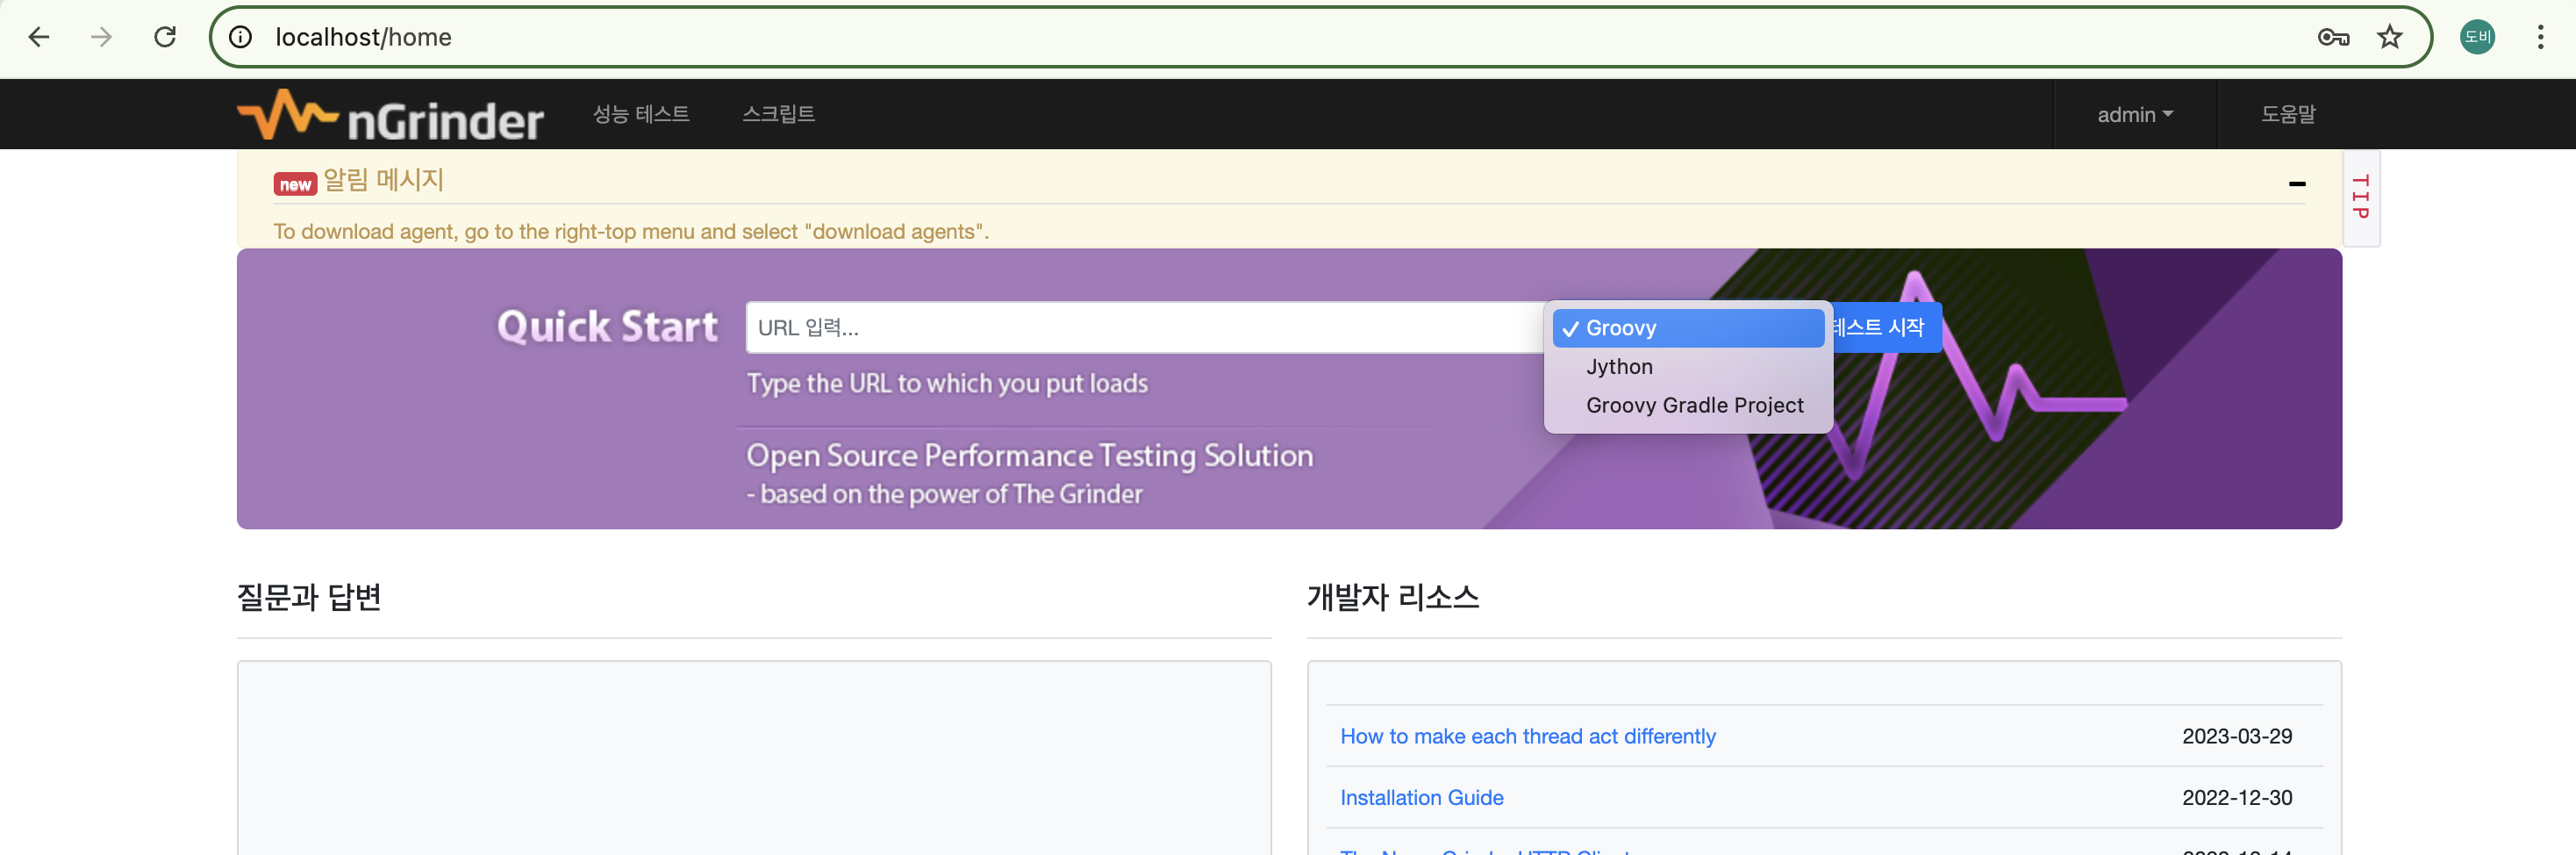 localhost/home
도비
nGrinder
성능 테스트
스크립트
admin
도움말
new 알림 메시지
TIP
To download agent, go to the right-top menu and select "download agents".
Quick Start
URL 입력...
Groovy
테스트 시작
Jython
Groovy Gradle Project
Type the URL to which you put loads
Open Source Performance Testing Solution
- based on the power of The Grinder
질문과 답변
개발자 리소스
How to make each thread act differently
2023-03-29
Installation Guide
2022-12-30